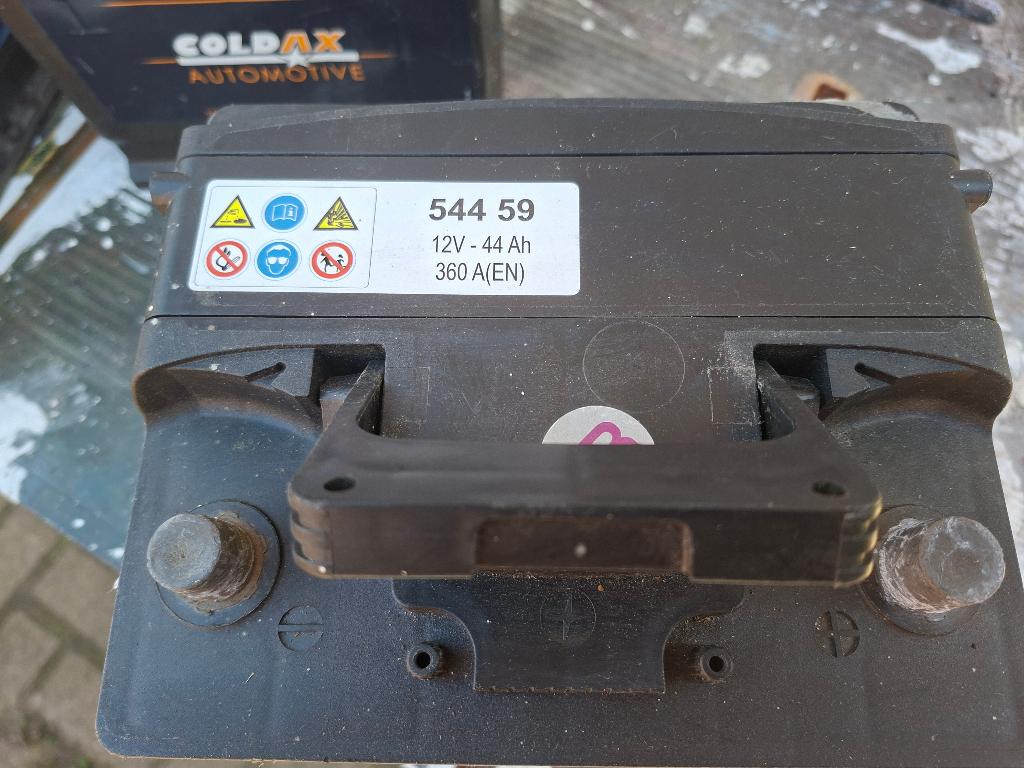 COLDAX
AUTOMOTIVE
544 59
12V - 44 Ah
360 A(EN)